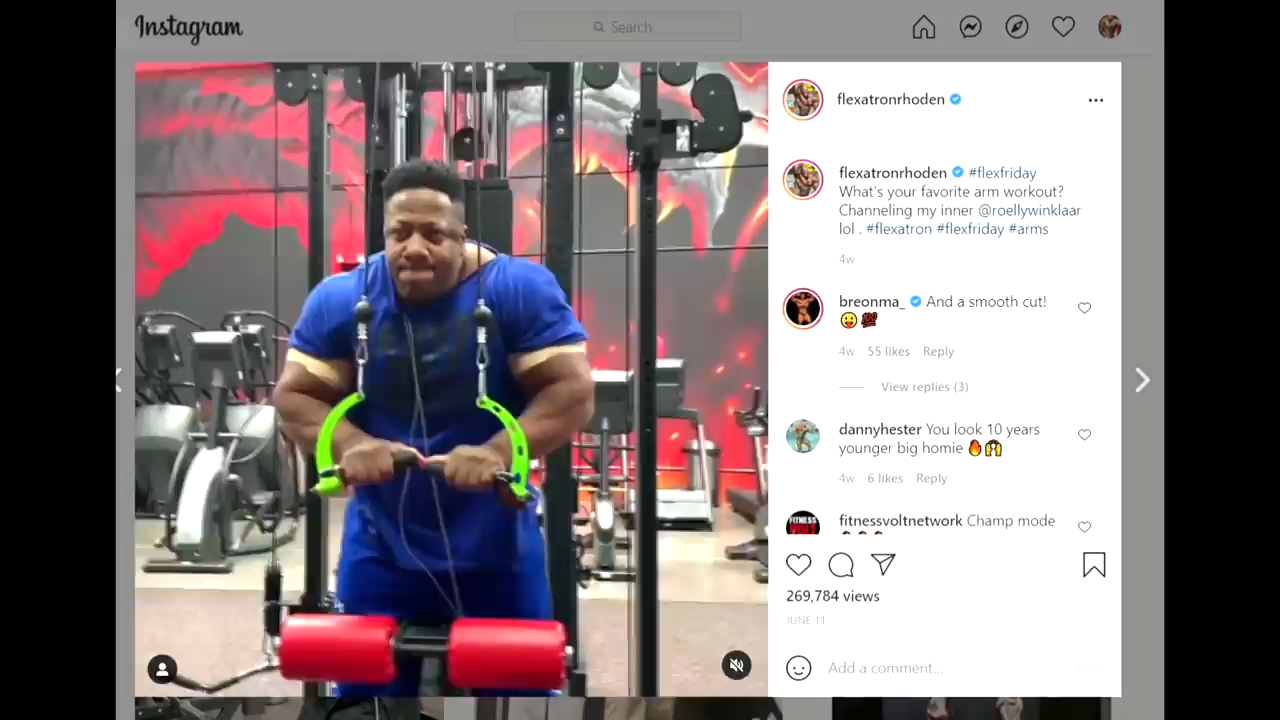 Instagram
Search
flexatronrhoden
flexatronrhoden #flexfriday
What's your favorite arm workout?
Channeling my inner @roellywinklaar
lol . #flexatron #flexfriday #arms
4w
breonma_ And a smooth cut!
😛💯
4w 55 likes Reply
View replies (3)
dannyhester You look 10 years
younger big homie 🔥🙌
4w 6 likes Reply
FITNESS
VOLT
fitnessvoltnetwork Champ mode
269,784 views
JUNE 11
Add a comment...